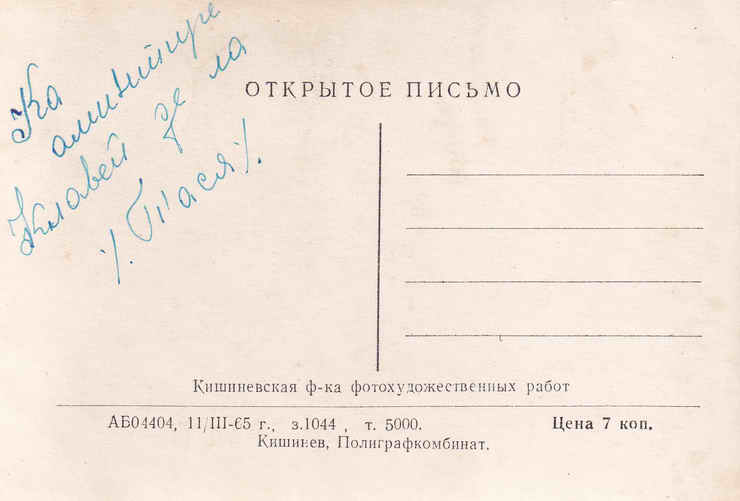 Ка
аминтире
Клавей де ла
/. Тася /.
ОТКРЫТОЕ ПИСЬМО
Кишиневская ф-ка фотохудожественных работ
АБ04404, 11/III-65 г., з.1044 , т. 5000.
Цена 7 коп.
Кишинев, Полиграфкомбинат.